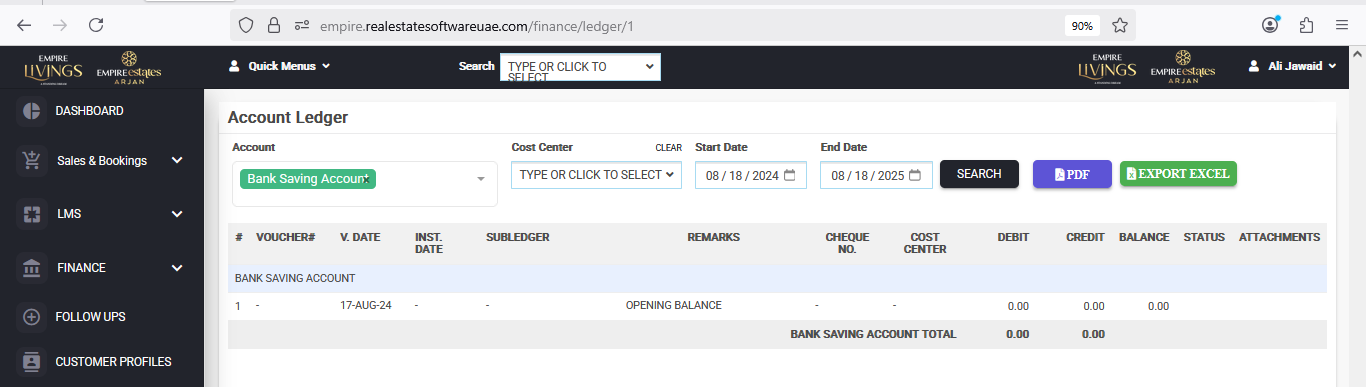 empire.realestatesoftwareuae.com/finance/ledger/1
90%
EMPIRE
LIVINGS
EMPIRE estates
ARJAN
Quick Menus
Search
TYPE OR CLICK TO SELECT
EMPIRE
LIVINGS
EMPIRE estates
ARJAN
Ali Jawaid
DASHBOARD
Sales & Bookings
LMS
FINANCE
FOLLOW UPS
CUSTOMER PROFILES
Account Ledger
Account
Bank Saving Account
Cost Center
CLEAR
TYPE OR CLICK TO SELECT
Start Date
08 / 18 / 2024
End Date
08 / 18 / 2025
SEARCH
PDF
EXPORT EXCEL
# VOUCHER# V. DATE INST. DATE SUBLEDGER REMARKS CHEQUE NO. COST CENTER DEBIT CREDIT BALANCE STATUS ATTACHMENTS
BANK SAVING ACCOUNT
1 - 17-AUG-24 - - OPENING BALANCE - - 0.00 0.00 0.00
BANK SAVING ACCOUNT TOTAL 0.00 0.00